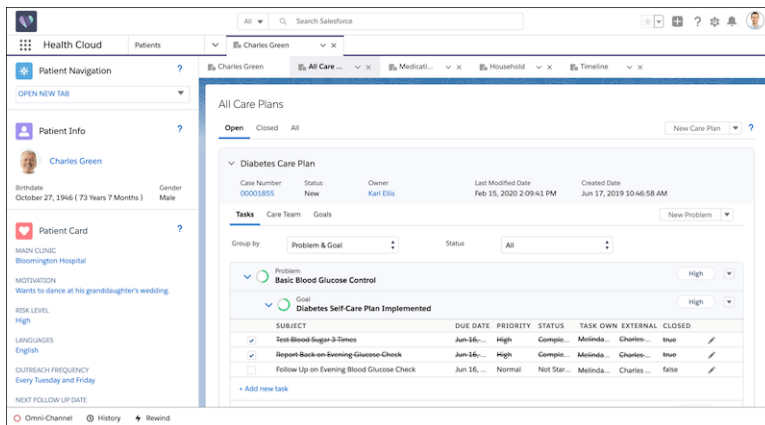 All
Search Salesforce
Health Cloud
Patients
Charles Green
Charles Green
All Care ...
Medicati...
Household
Timeline
Patient Navigation
?
OPEN NEW TAB
Patient Info
?
Charles Green
Birthdate
Gender
October 27, 1946 ( 73 Years 7 Months )
Male
Patient Card
?
MAIN CLINIC
Bloomington Hospital
MOTIVATION
Wants to dance at his granddaughter's wedding.
RISK LEVEL
High
LANGUAGES
English
OUTREACH FREQUENCY
Every Tuesday and Friday
NEXT FOLLOW UP DATE
All Care Plans
Open Closed All
New Care Plan
?
Diabetes Care Plan
Case Number Status Owner Last Modified Date Created Date
00001855 New Karl Ellis Feb 15, 2020 2:09:41 PM Jun 17, 2019 10:46:58 AM
Tasks Care Team Goals
New Problem
Group by Problem & Goal Status All
Problem
Basic Blood Glucose Control
High
Goal
Diabetes Self-Care Plan Implemented
High
SUBJECT DUE DATE PRIORITY STATUS TASK OWN EXTERNAL CLOSED
Test Blood Sugar 3 Times Jun 16,... High Comple... Melinda... Charles... true
Report Back on Evening Glucose Check Jun 16,... High Comple... Melinda... Charles... true
Follow Up on Evening Blood Glucose Check Jun 16, ... Normal Not Star... Melinda... Charles ... false
+ Add new task
Omni-Channel History Rewind